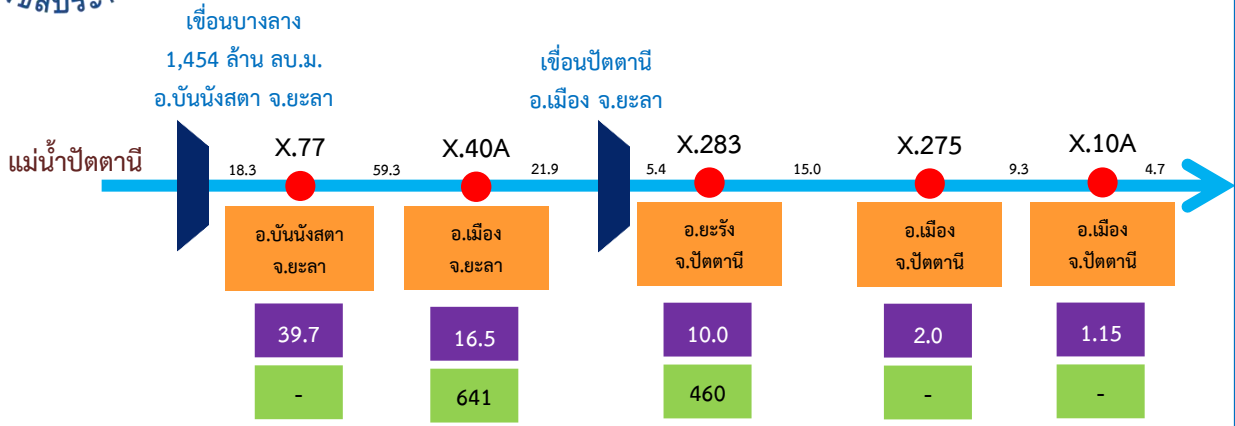 เขื่อนบางลาง
1,454 ล้าน ลบ.ม.
อ.บันนังสตา จ.ยะลา
เขื่อนปัตตานี
อ.เมือง จ.ยะลา
แม่น้ำปัตตานี
X.77 X.40A X.283 X.275 X.10A
18.3 59.3 21.9 5.4 15.0 9.3 4.7
อ.บันนังสตา อ.เมือง อ.ยะรัง อ.เมือง อ.เมือง
จ.ยะลา จ.ยะลา จ.ปัตตานี จ.ปัตตานี จ.ปัตตานี
39.7 16.5 10.0 2.0 1.15
- 641 460 - -